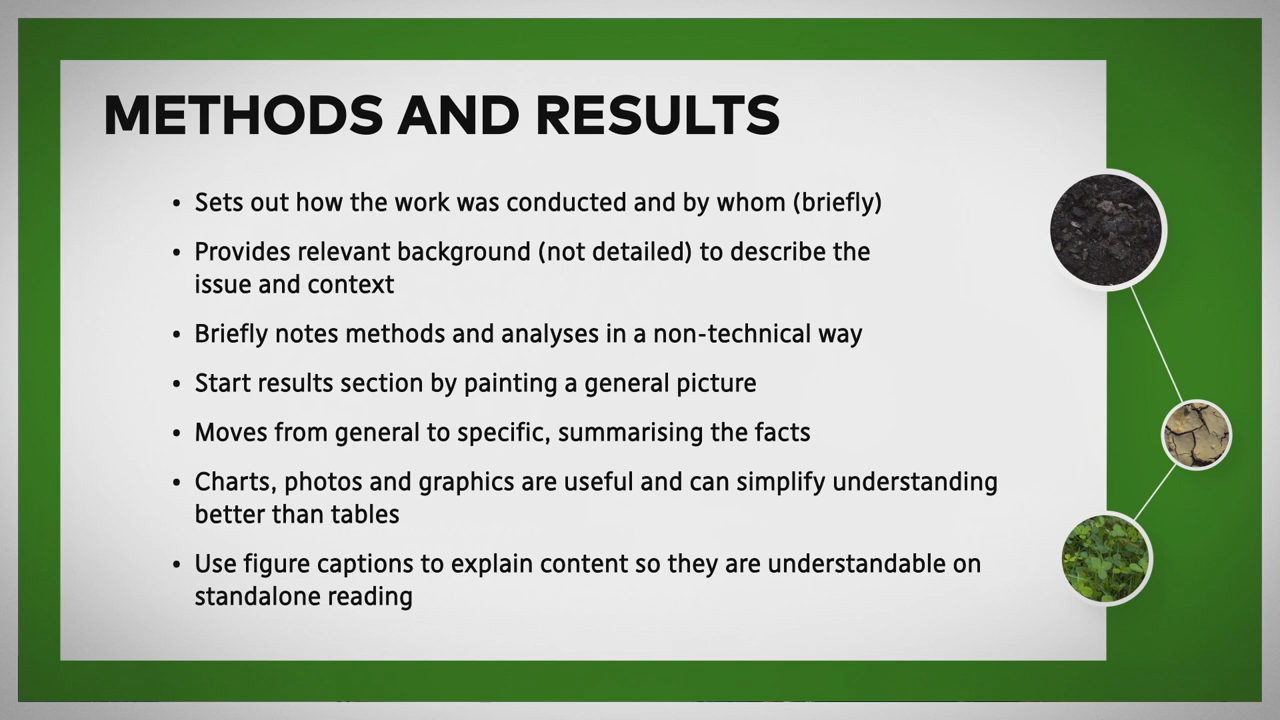 METHODS AND RESULTS
• Sets out how the work was conducted and by whom (briefly)
• Provides relevant background (not detailed) to describe the
issue and context
• Briefly notes methods and analyses in a non-technical way
• Start results section by painting a general picture
• Moves from general to specific, summarising the facts
• Charts, photos and graphics are useful and can simplify understanding
better than tables
• Use figure captions to explain content so they are understandable on
standalone reading